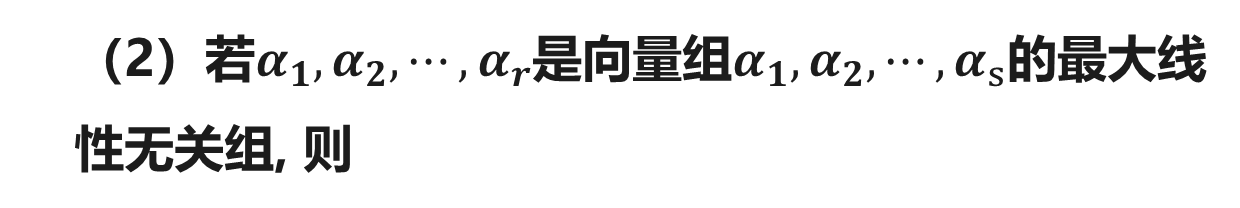 （2）若α₁, α₂, ⋯, αᵣ是向量组α₁, α₂, ⋯, αₛ的最大线
性无关组, 则